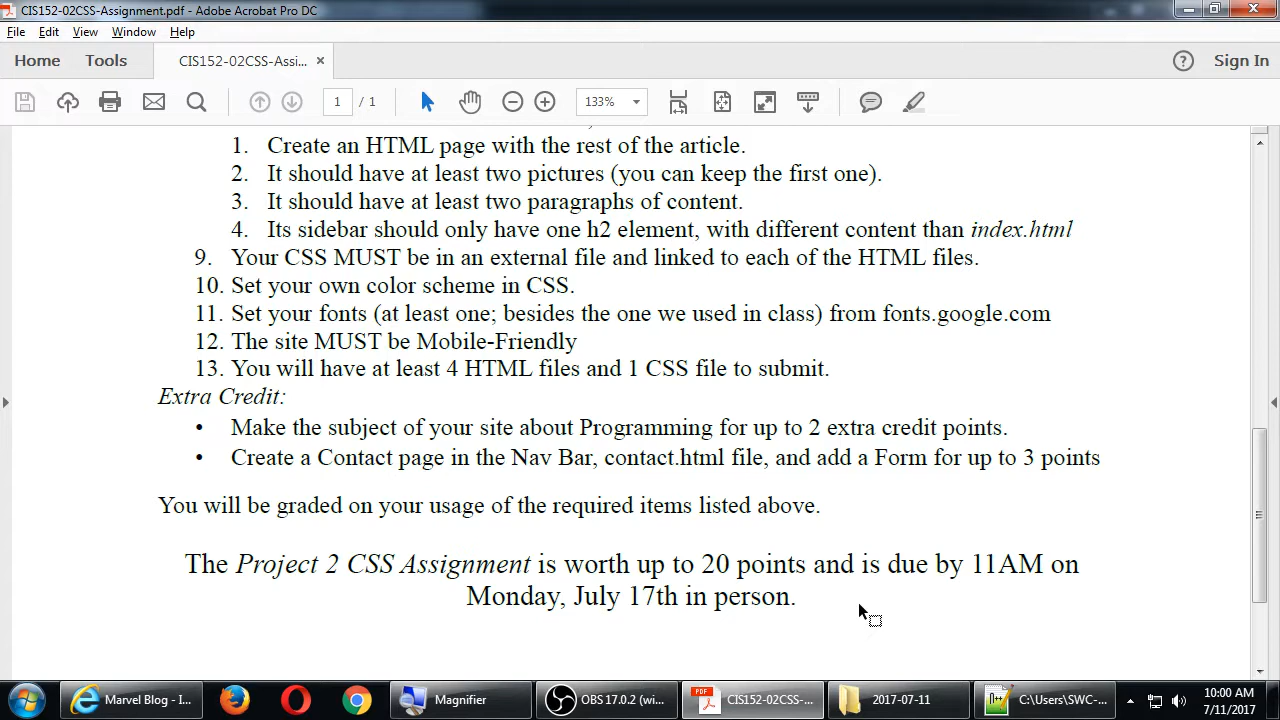 CIS152-02CSS-Assignment.pdf - Adobe Acrobat Pro DC
File Edit View Window Help
Home Tools CIS152-02CSS-Assi... × ? Sign In
1 / 1 133%
1. Create an HTML page with the rest of the article.
2. It should have at least two pictures (you can keep the first one).
3. It should have at least two paragraphs of content.
4. Its sidebar should only have one h2 element, with different content than index.html
9. Your CSS MUST be in an external file and linked to each of the HTML files.
10. Set your own color scheme in CSS.
11. Set your fonts (at least one; besides the one we used in class) from fonts.google.com
12. The site MUST be Mobile-Friendly
13. You will have at least 4 HTML files and 1 CSS file to submit.
Extra Credit:
• Make the subject of your site about Programming for up to 2 extra credit points.
• Create a Contact page in the Nav Bar, contact.html file, and add a Form for up to 3 points
You will be graded on your usage of the required items listed above.
The Project 2 CSS Assignment is worth up to 20 points and is due by 11AM on
Monday, July 17th in person.
Marvel Blog - I... Magnifier OBS 17.0.2 (wi... PDF CIS152-02CSS-... 2017-07-11 C:\Users\SWC-... 10:00 AM
7/11/2017